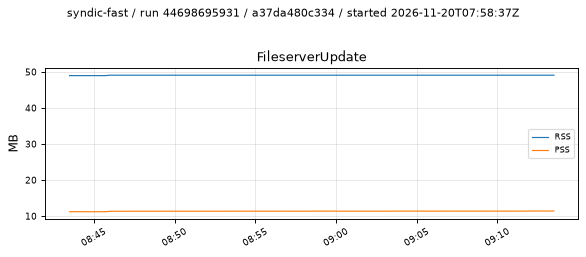 syndic-fast / run 44698695931 / a37da480c334 / started 2026-11-20T07:58:37Z
FileserverUpdate
50
40
30
20
10
MB
RSS
PSS
08:45
08:50
08:55
09:00
09:05
09:10